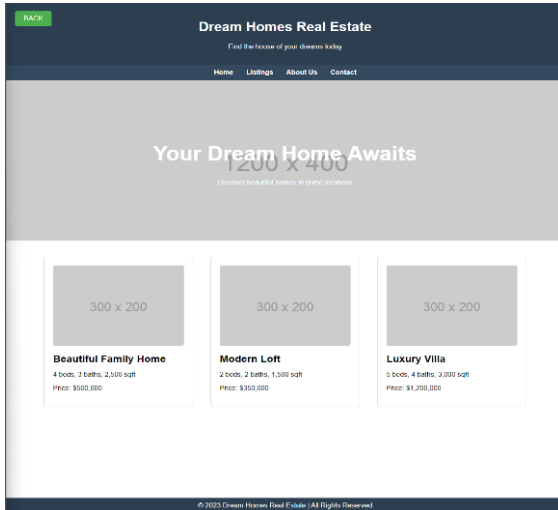 BACK
Dream Homes Real Estate
Find the house of your dreams today
Home Listings About Us Contact
1200 x 400
Your Dream Home Awaits
Discover beautiful homes in prime locations
300 x 200
Beautiful Family Home
4 beds, 3 baths, 2,500 sqft
Price: $500,000
300 x 200
Modern Loft
2 beds, 2 baths, 1,500 sqft
Price: $350,000
300 x 200
Luxury Villa
5 beds, 4 baths, 3,000 sqft
Price: $1,200,000
© 2023 Dream Homes Real Estate | All Rights Reserved